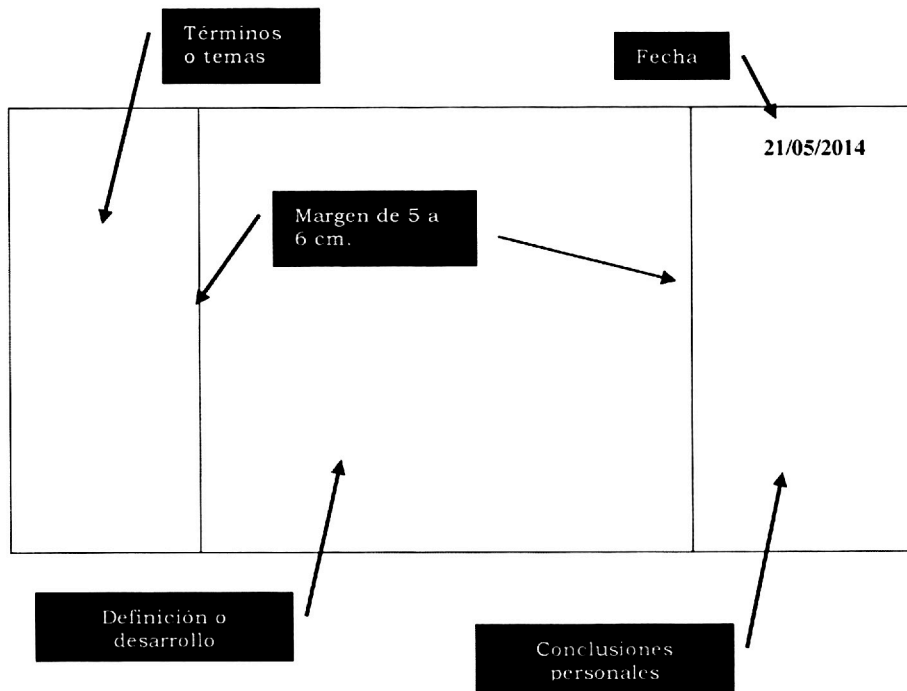 Términos
o temas
Fecha
21/05/2014
Margen de 5 a
6 cm.
Definición o
desarrollo
Conclusiones
personales